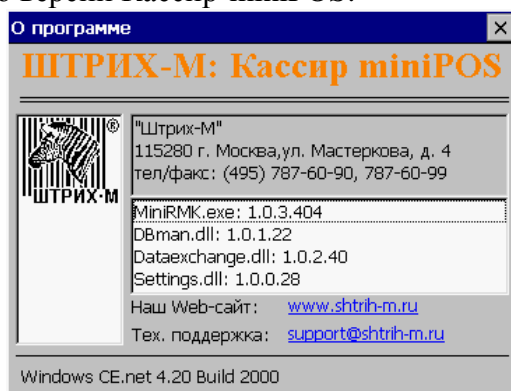 версии Кассир miniPOS.
О программе
ШТРИХ-М: Кассир miniPOS
®
ШТРИХ-М
"Штрих-М"
115280 г. Москва,ул. Мастеркова, д. 4
тел/факс: (495) 787-60-90, 787-60-99
MiniRMK.exe: 1.0.3.404
DBman.dll: 1.0.1.22
Dataexchange.dll: 1.0.2.40
Settings.dll: 1.0.0.28
Наш Web-сайт: www.shtrih-m.ru
Тех. поддержка: support@shtrih-m.ru
Windows CE.net 4.20 Build 2000